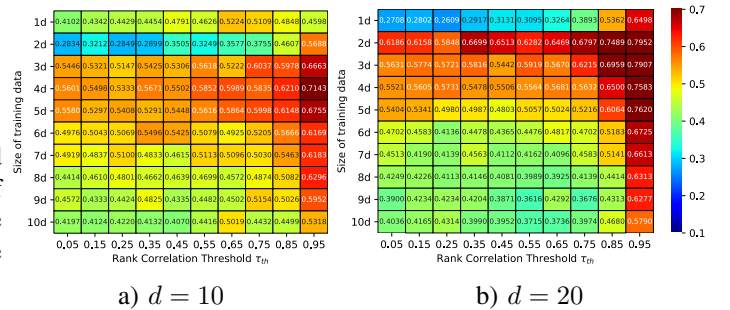 1d 0.4102 0.4342 0.4429 0.4454 0.4791 0.4626 0.5224 0.5109 0.4848 0.4598
2d 0.2834 0.3212 0.2849 0.2899 0.3505 0.3249 0.3577 0.3755 0.4607 0.5688
3d 0.5446 0.3321 0.5147 0.5425 0.5306 0.5618 0.5222 0.6037 0.5978 0.6663
4d 0.6011 0.5498 0.5333 0.5671 0.5502 0.5852 0.5989 0.5835 0.6210 0.7143
5d 0.5580 0.5297 0.5408 0.5291 0.5448 0.5616 0.5864 0.5998 0.6148 0.6755
6d 0.4976 0.5043 0.5069 0.5496 0.5425 0.5079 0.4925 0.5205 0.5666 0.6169
7d 0.4919 0.4837 0.5100 0.4833 0.4615 0.5113 0.5096 0.5030 0.5463 0.6183
8d 0.4414 0.4610 0.4801 0.4662 0.4639 0.4699 0.4572 0.4874 0.5082 0.6296
9d 0.4572 0.4333 0.4424 0.4825 0.4335 0.4482 0.4502 0.5154 0.5026 0.5952
10d 0.4197 0.4124 0.4220 0.4132 0.4070 0.4416 0.5019 0.4432 0.4499 0.5318
0.05 0.15 0.25 0.35 0.45 0.55 0.65 0.75 0.85 0.95
Size of training data
Rank Correlation Threshold τth
a) d = 10
1d 0.2708 0.2802 0.2609 0.2917 0.3131 0.3095 0.3264 0.3893 0.5362 0.6498
2d 0.6186 0.6158 0.5848 0.6699 0.6513 0.6282 0.6469 0.6797 0.7489 0.7952
3d 0.5631 0.5774 0.5721 0.5816 0.5442 0.5919 0.5670 0.6215 0.6959 0.7907
4d 0.5521 0.5605 0.5731 0.5478 0.5506 0.5564 0.5681 0.5632 0.6500 0.7583
5d 0.5404 0.5341 0.4980 0.4987 0.4803 0.5057 0.5024 0.5216 0.6064 0.7620
6d 0.4702 0.4583 0.4136 0.4478 0.4365 0.4476 0.4817 0.4702 0.5183 0.6725
7d 0.4513 0.4190 0.4139 0.4563 0.4112 0.4165 0.4289 0.4583 0.5141 0.6613
8d 0.4249 0.4226 0.4113 0.4146 0.4081 0.3989 0.3925 0.4139 0.4414 0.6313
9d 0.3900 0.4234 0.4234 0.4204 0.3871 0.3616 0.4292 0.3797 0.4313 0.6277
10d 0.4036 0.4165 0.4314 0.3990 0.3952 0.3715 0.3736 0.3974 0.4680 0.5790
0.05 0.15 0.25 0.35 0.45 0.55 0.65 0.75 0.85 0.95
Size of training data
Rank Correlation Threshold τth
b) d = 20
0.7
0.6
0.5
0.4
0.3
0.2
0.1